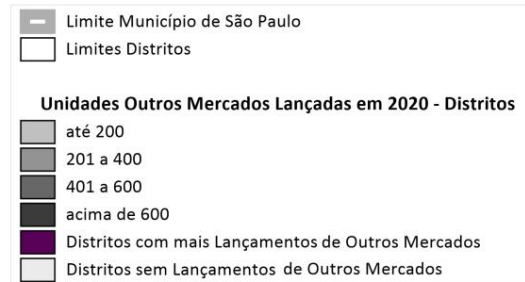 Limite Município de São Paulo
Limites Distritos
Unidades Outros Mercados Lançadas em 2020 - Distritos
até 200
201 a 400
401 a 600
acima de 600
Distritos com mais Lançamentos de Outros Mercados
Distritos sem Lançamentos de Outros Mercados